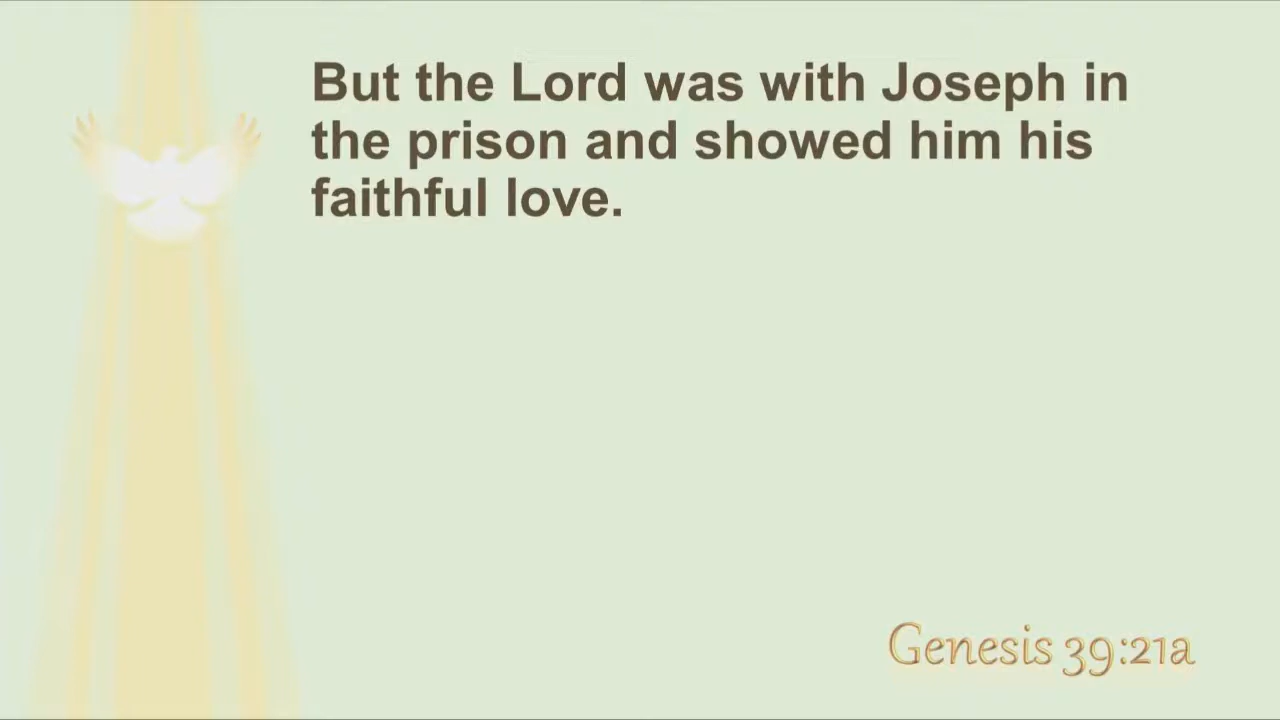 But the Lord was with Joseph in
the prison and showed him his
faithful love.
Genesis 39:21a